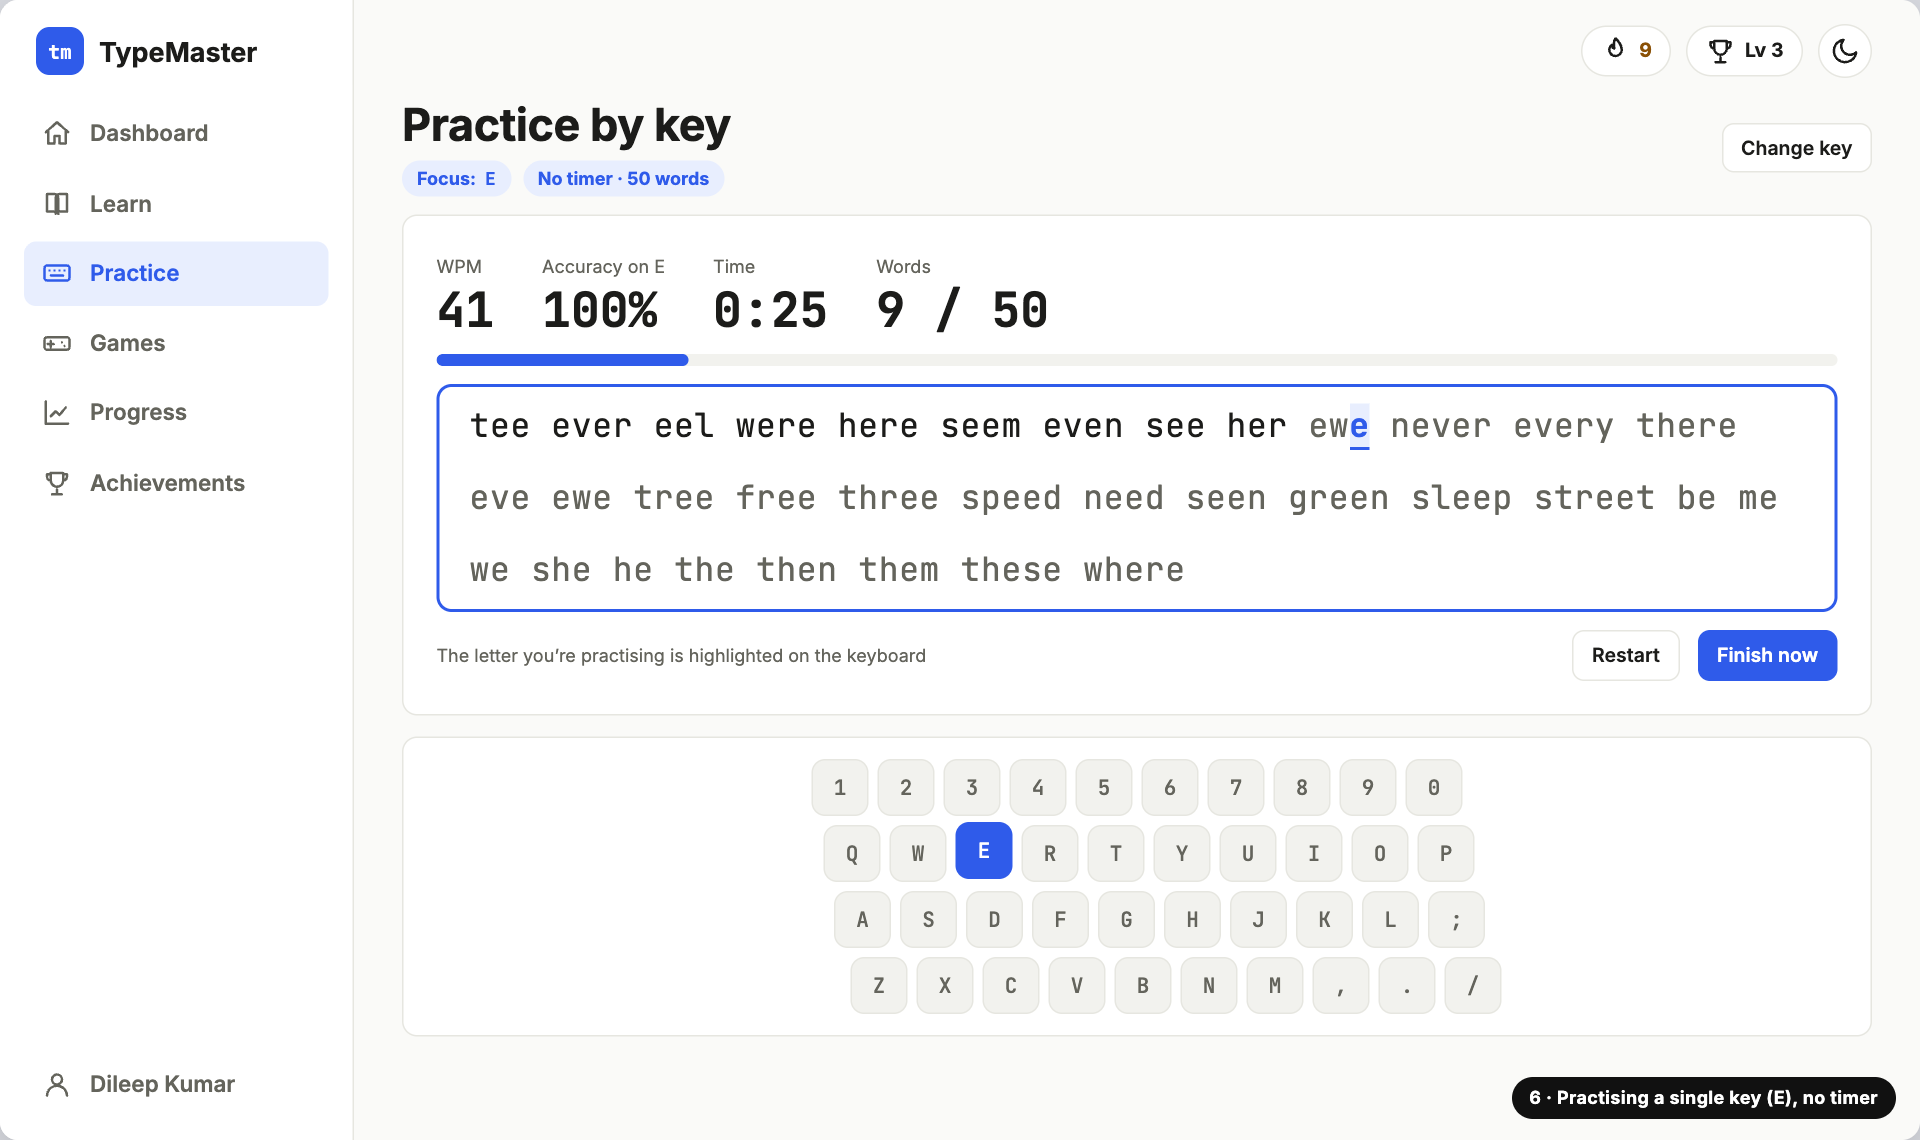 tm TypeMaster
Dashboard
Learn
Practice
Games
Progress
Achievements
Dileep Kumar
9
Lv 3
Practice by key
Focus: E
No timer · 50 words
Change key
WPM
41
Accuracy on E
100%
Time
0:25
Words
9 / 50
tee ever eel were here seem even see her ewe never every there
eve ewe tree free three speed need seen green sleep street be me
we she he the then them these where
The letter you’re practising is highlighted on the keyboard
Restart
Finish now
1 2 3 4 5 6 7 8 9 0
Q W E R T Y U I O P
A S D F G H J K L ;
Z X C V B N M , . /
6 · Practising a single key (E), no timer